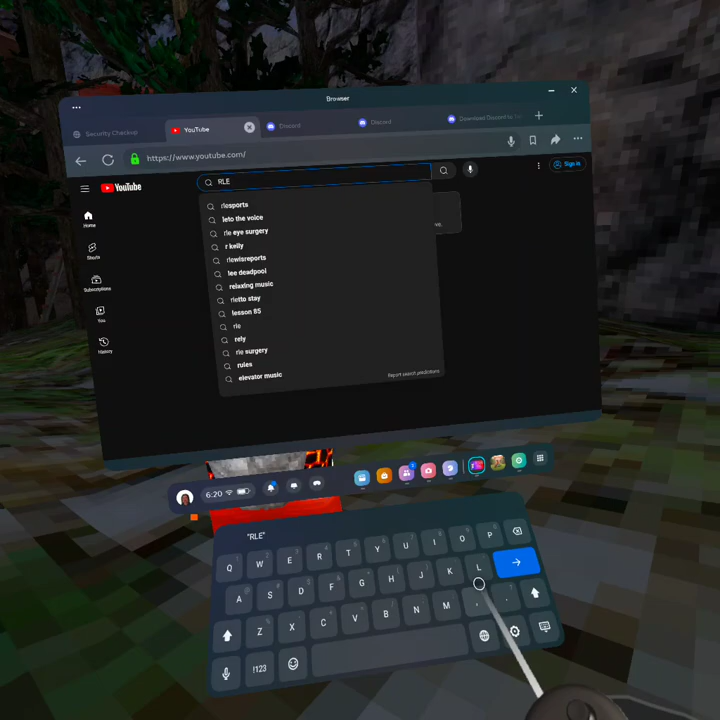 Browser
Security Checkup
YouTube
Discord
Discord
Download Discord to
https://www.youtube.com/
YouTube
RLE
Sign in
Home
Shorts
Subscriptions
You
History
rlesports
leto the voice
rle eye surgery
r kelly
rlewisreports
lee deadpool
relaxing music
rletto stay
lesson 85
rle
rely
rle surgery
rules
elevator music
Report search predictions
ve.
6:20
"RLE"
Q W E R T Y U I O P
A S D F G H J K L
Z X C V B N M , .
!123